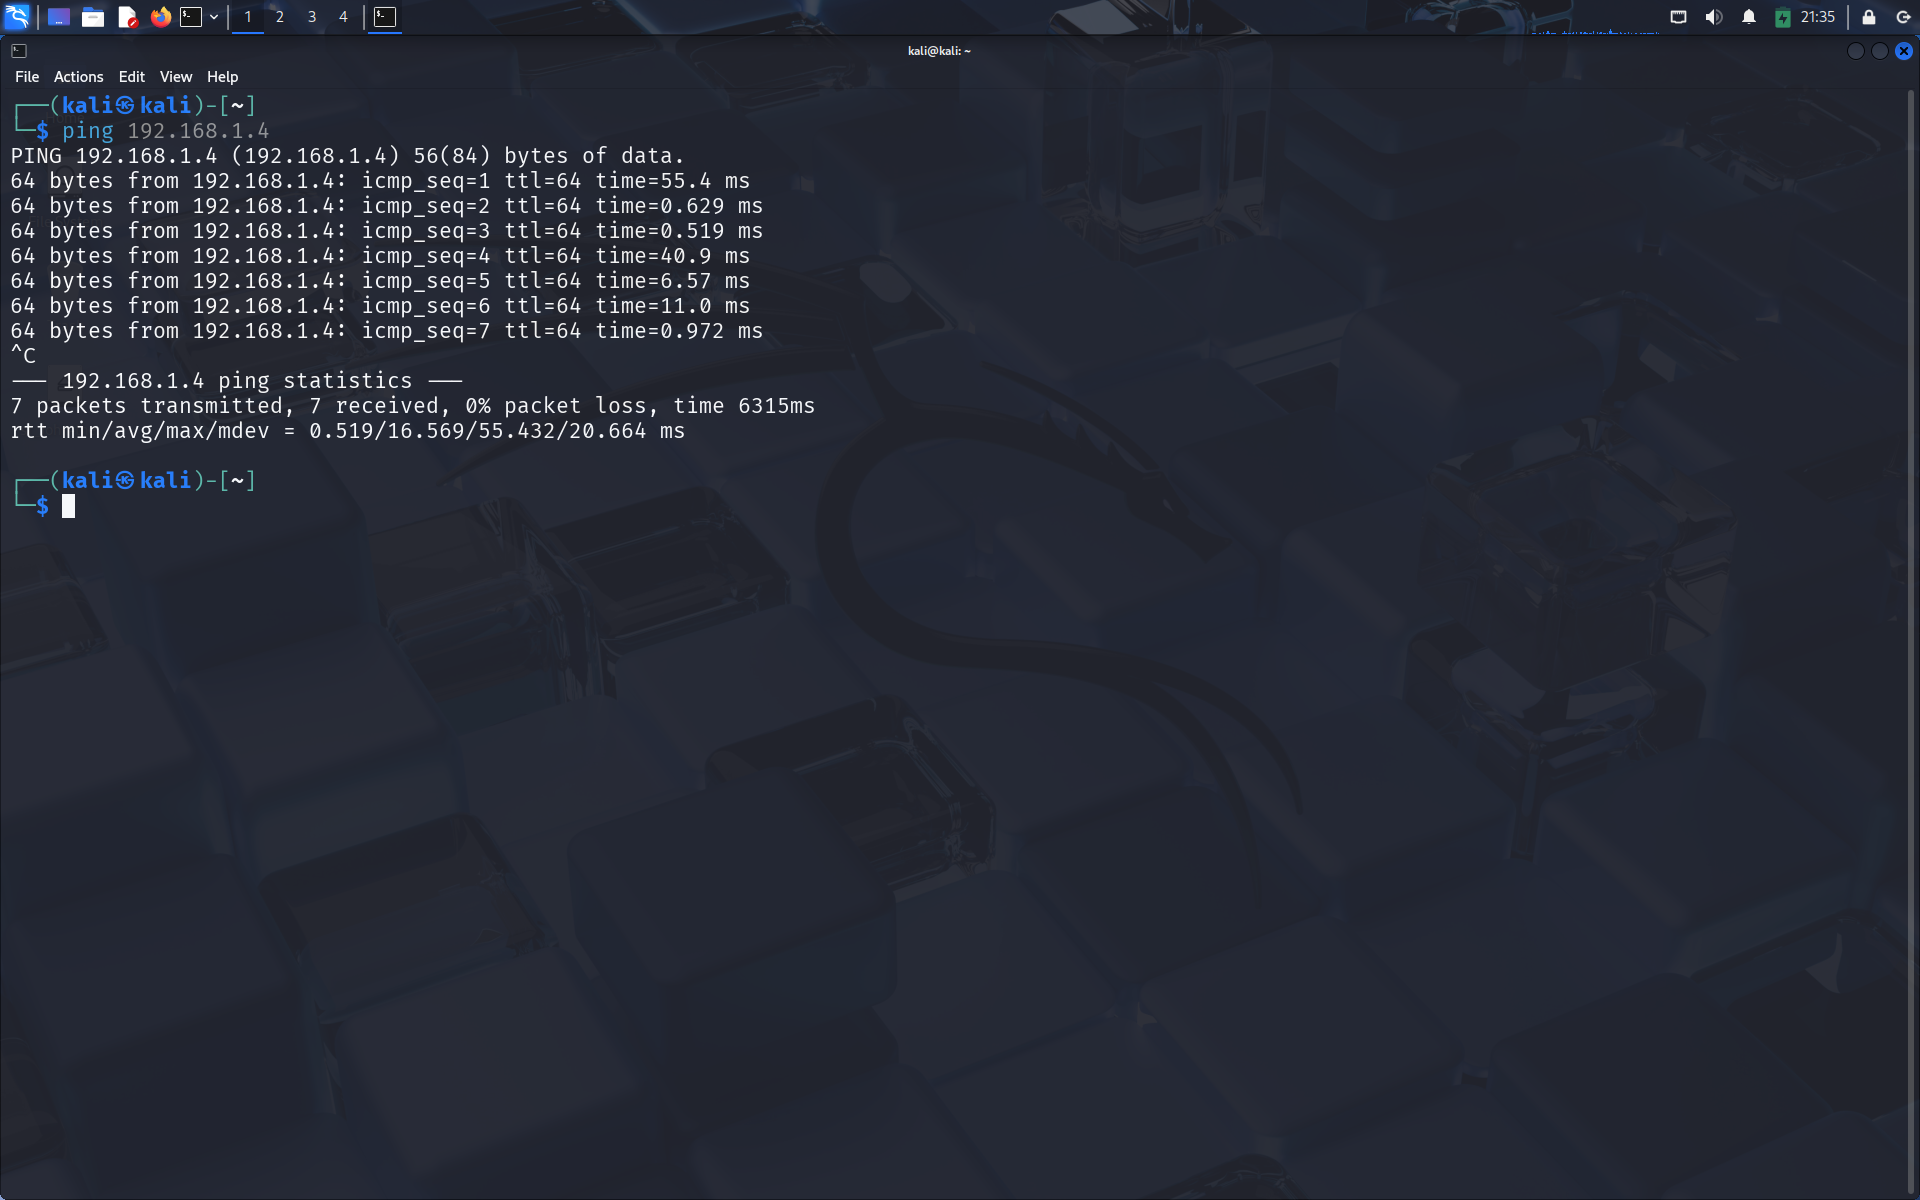 1 2 3 4 21:35
kali@kali: ~
File Actions Edit View Help
┌──(kali㉿kali)-[~]
└─$ ping 192.168.1.4
PING 192.168.1.4 (192.168.1.4) 56(84) bytes of data.
64 bytes from 192.168.1.4: icmp_seq=1 ttl=64 time=55.4 ms
64 bytes from 192.168.1.4: icmp_seq=2 ttl=64 time=0.629 ms
64 bytes from 192.168.1.4: icmp_seq=3 ttl=64 time=0.519 ms
64 bytes from 192.168.1.4: icmp_seq=4 ttl=64 time=40.9 ms
64 bytes from 192.168.1.4: icmp_seq=5 ttl=64 time=6.57 ms
64 bytes from 192.168.1.4: icmp_seq=6 ttl=64 time=11.0 ms
64 bytes from 192.168.1.4: icmp_seq=7 ttl=64 time=0.972 ms
^C
--- 192.168.1.4 ping statistics ---
7 packets transmitted, 7 received, 0% packet loss, time 6315ms
rtt min/avg/max/mdev = 0.519/16.569/55.432/20.664 ms
┌──(kali㉿kali)-[~]
└─$